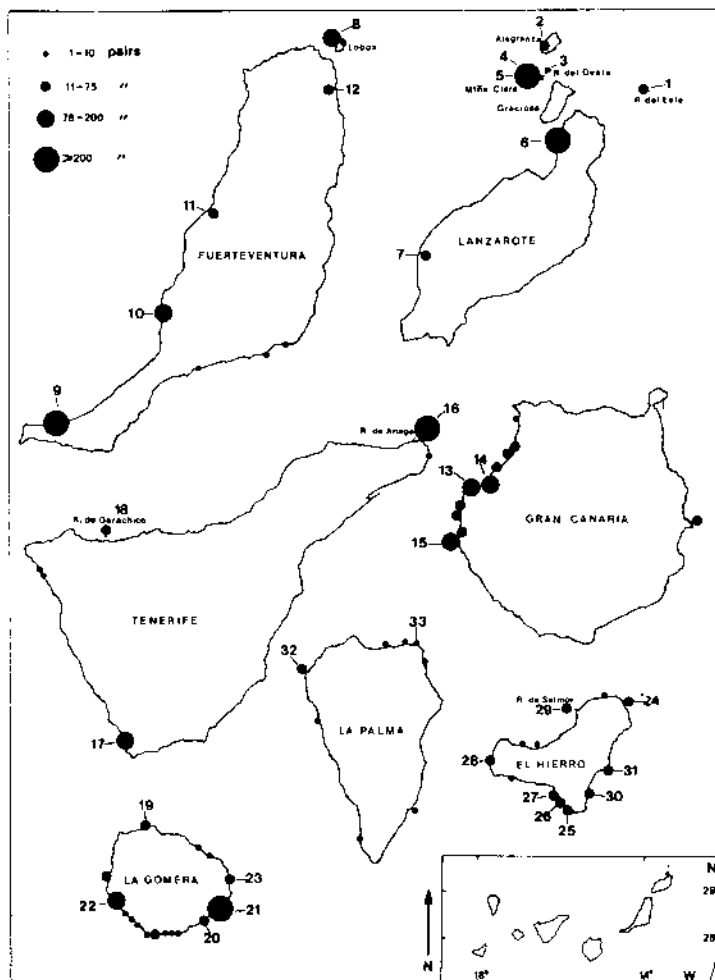 1-10 pairs
11-75 "
76-200 "
≥200 "
8
Lobos
12
11
FUERTEVENTURA
10
9
2
Alegranza
4
3
5
R. del Oeste
Mña Clara
Graciosa
1
R. del Este
6
LANZAROTE
7
16
R. de Anaga
18
R. de Garachico
TENERIFE
17
14
13
15
GRAN CANARIA
33
32
LA PALMA
R. de Salmor
29
24
28
EL HIERRO
31
27
30
26
25
19
LA GOMERA
23
22
21
20
N
N
29
28
18°
14°
W